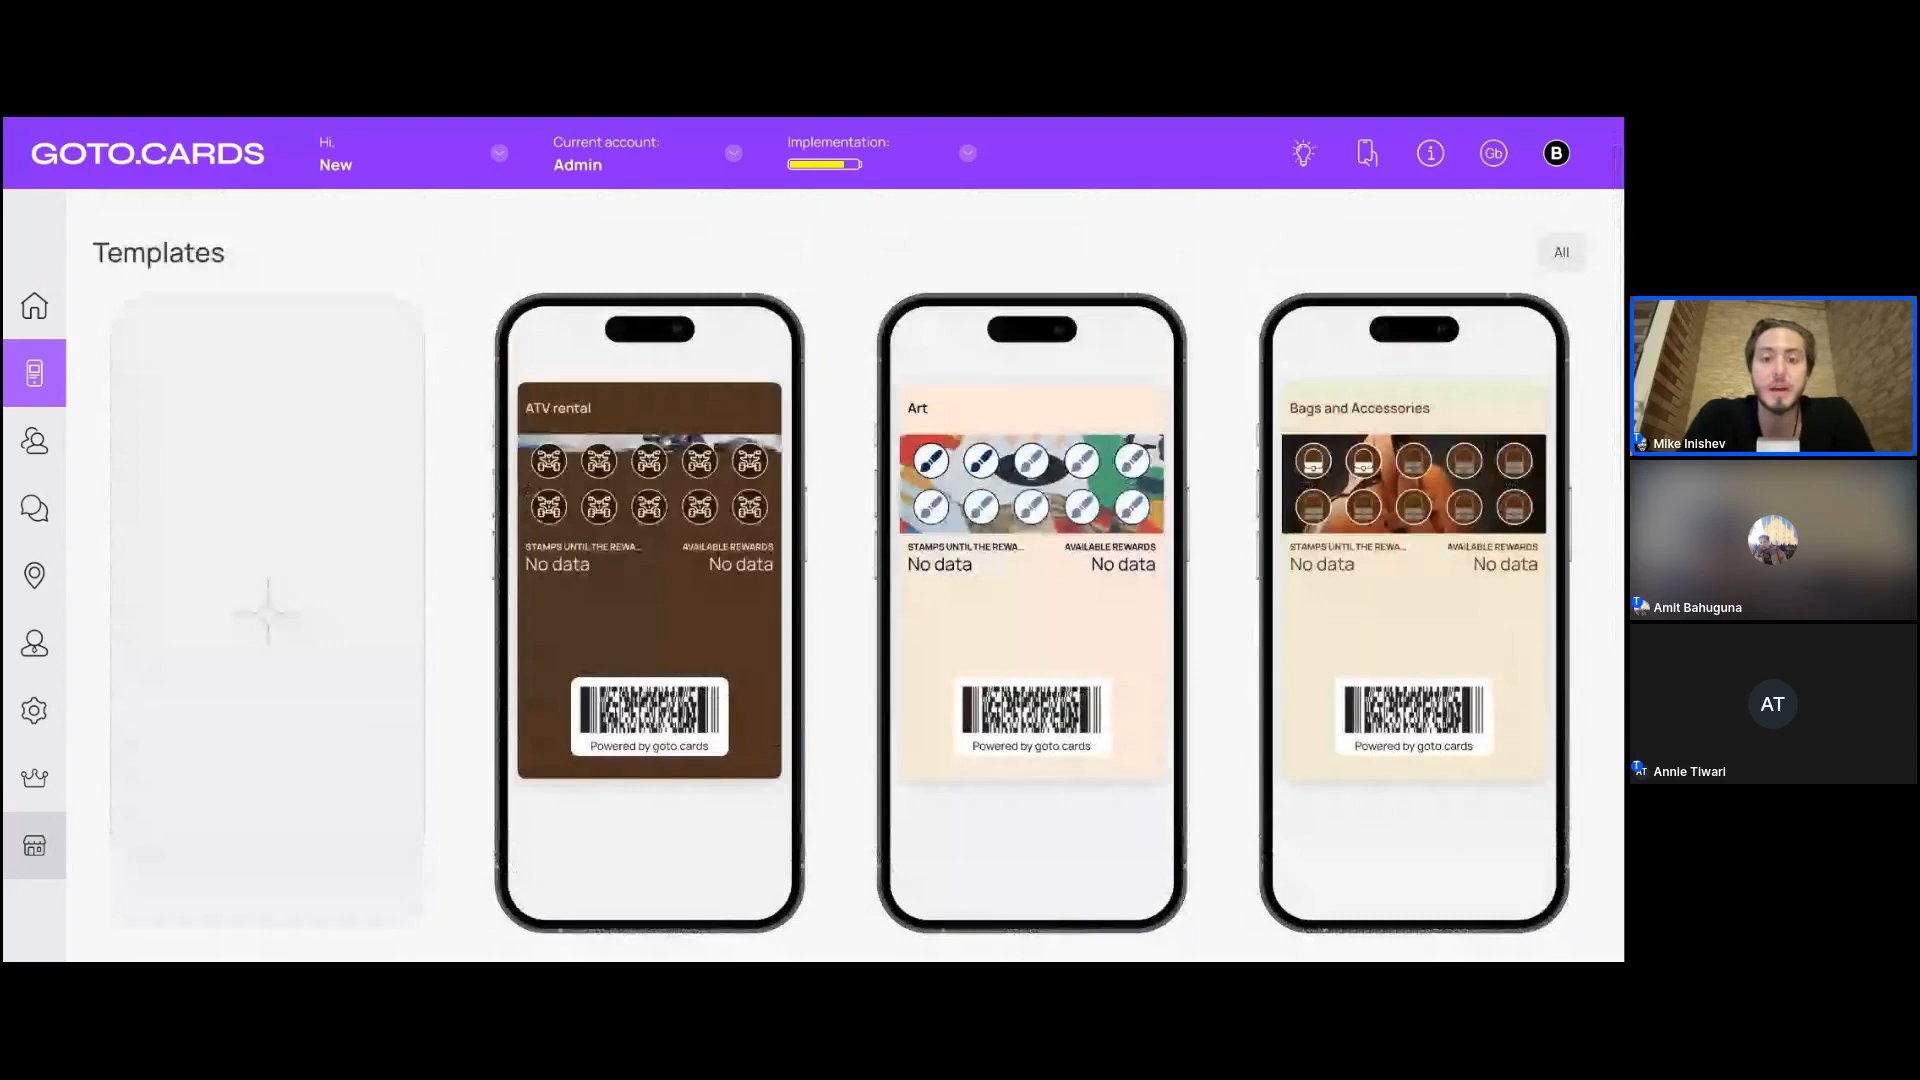 GOTO.CARDS
Hi,
New
Current account:
Admin
Implementation:
Gb
B
Templates
All
ATV rental
STAMPS UNTIL THE REWA...
AVAILABLE REWARDS
No data
No data
Powered by goto.cards
Art
STAMPS UNTIL THE REWA...
AVAILABLE REWARDS
No data
No data
Powered by goto.cards
Bags and Accessories
STAMPS UNTIL THE REWA...
AVAILABLE REWARDS
No data
No data
Powered by goto.cards
Mike Inishev
Amit Bahuguna
AT
Annie Tiwari